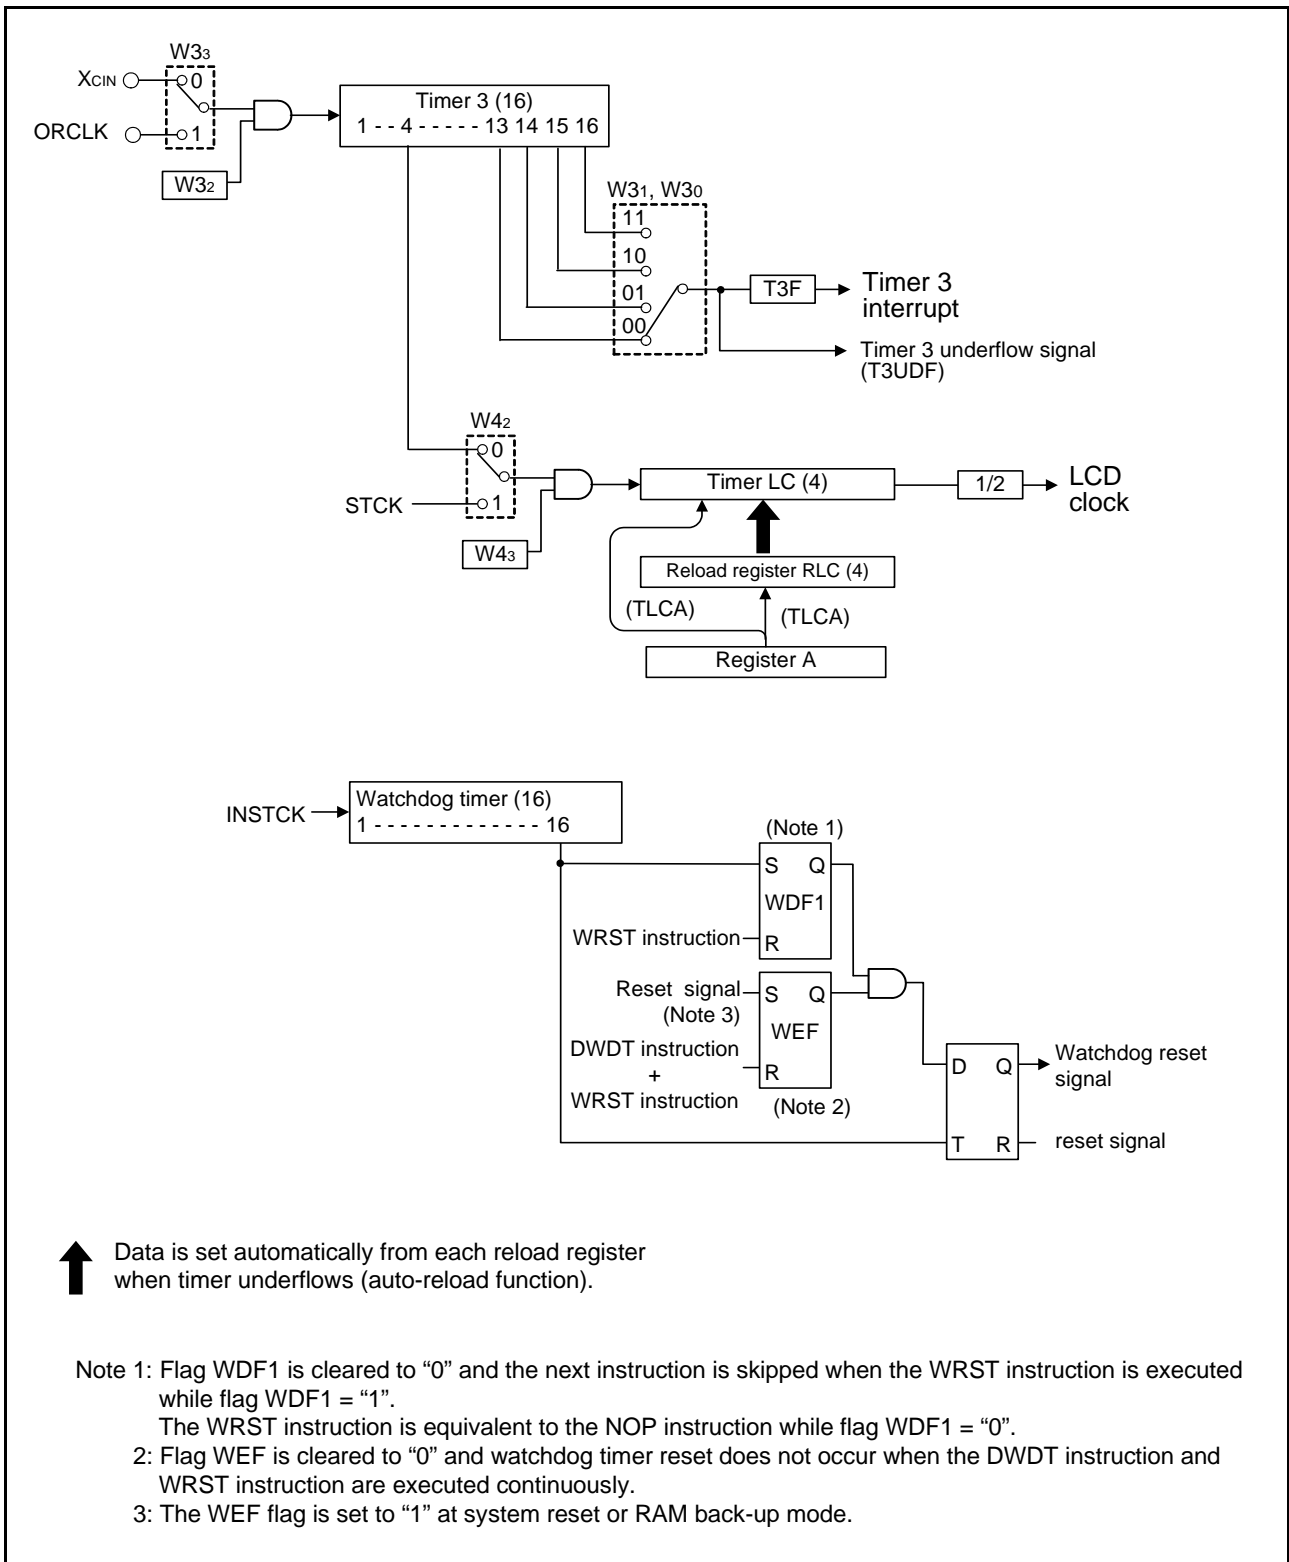 W33
XCIN
0
ORCLK
1
W32
Timer 3 (16)
1 - - 4 - - - - - 13 14 15 16
W31, W30
11
10
01
00
T3F
Timer 3
interrupt
Timer 3 underflow signal
(T3UDF)
W42
0
STCK
1
W43
Timer LC (4)
1/2
LCD
clock
Reload register RLC (4)
(TLCA)
(TLCA)
Register A
INSTCK
Watchdog timer (16)
1 - - - - - - - - - - - - - 16
(Note 1)
S Q
WDF1
WRST instruction
R
Reset signal
(Note 3)
S Q
WEF
DWDT instruction
+
WRST instruction
R
(Note 2)
D Q
Watchdog reset
signal
T R
reset signal
Data is set automatically from each reload register
when timer underflows (auto-reload function).
Note 1: Flag WDF1 is cleared to “0” and the next instruction is skipped when the WRST instruction is executed
while flag WDF1 = “1”.
The WRST instruction is equivalent to the NOP instruction while flag WDF1 = “0”.
2: Flag WEF is cleared to “0” and watchdog timer reset does not occur when the DWDT instruction and
WRST instruction are executed continuously.
3: The WEF flag is set to “1” at system reset or RAM back-up mode.